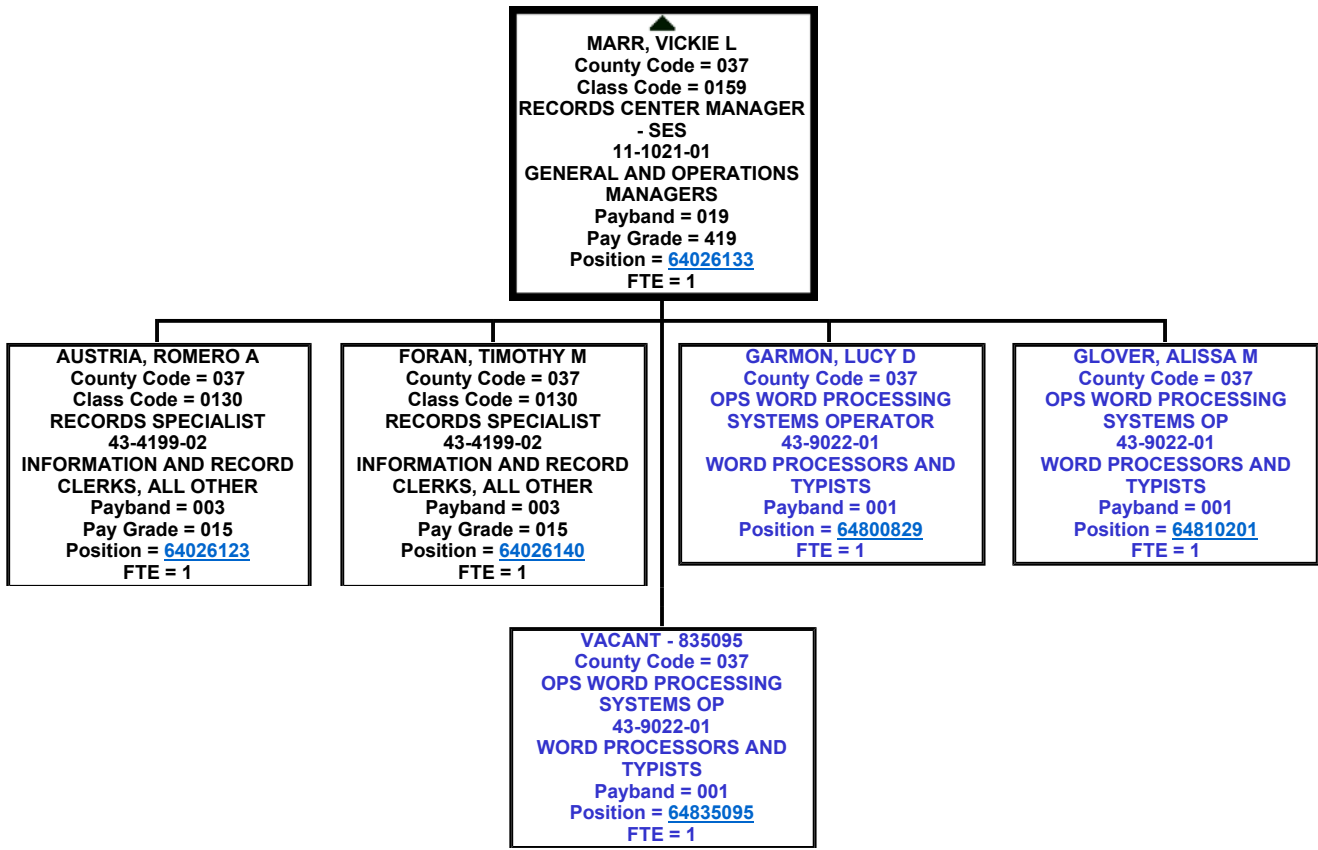 MARR, VICKIE L
County Code = 037
Class Code = 0159
RECORDS CENTER MANAGER
- SES
11-1021-01
GENERAL AND OPERATIONS
MANAGERS
Payband = 019
Pay Grade = 419
Position = 64026133
FTE = 1
AUSTRIA, ROMERO A
County Code = 037
Class Code = 0130
RECORDS SPECIALIST
43-4199-02
INFORMATION AND RECORD
CLERKS, ALL OTHER
Payband = 003
Pay Grade = 015
Position = 64026123
FTE = 1
FORAN, TIMOTHY M
County Code = 037
Class Code = 0130
RECORDS SPECIALIST
43-4199-02
INFORMATION AND RECORD
CLERKS, ALL OTHER
Payband = 003
Pay Grade = 015
Position = 64026140
FTE = 1
GARMON, LUCY D
County Code = 037
OPS WORD PROCESSING
SYSTEMS OPERATOR
43-9022-01
WORD PROCESSORS AND
TYPISTS
Payband = 001
Position = 64800829
FTE = 1
GLOVER, ALISSA M
County Code = 037
OPS WORD PROCESSING
SYSTEMS OP
43-9022-01
WORD PROCESSORS AND
TYPISTS
Payband = 001
Position = 64810201
FTE = 1
VACANT - 835095
County Code = 037
OPS WORD PROCESSING
SYSTEMS OP
43-9022-01
WORD PROCESSORS AND
TYPISTS
Payband = 001
Position = 64835095
FTE = 1